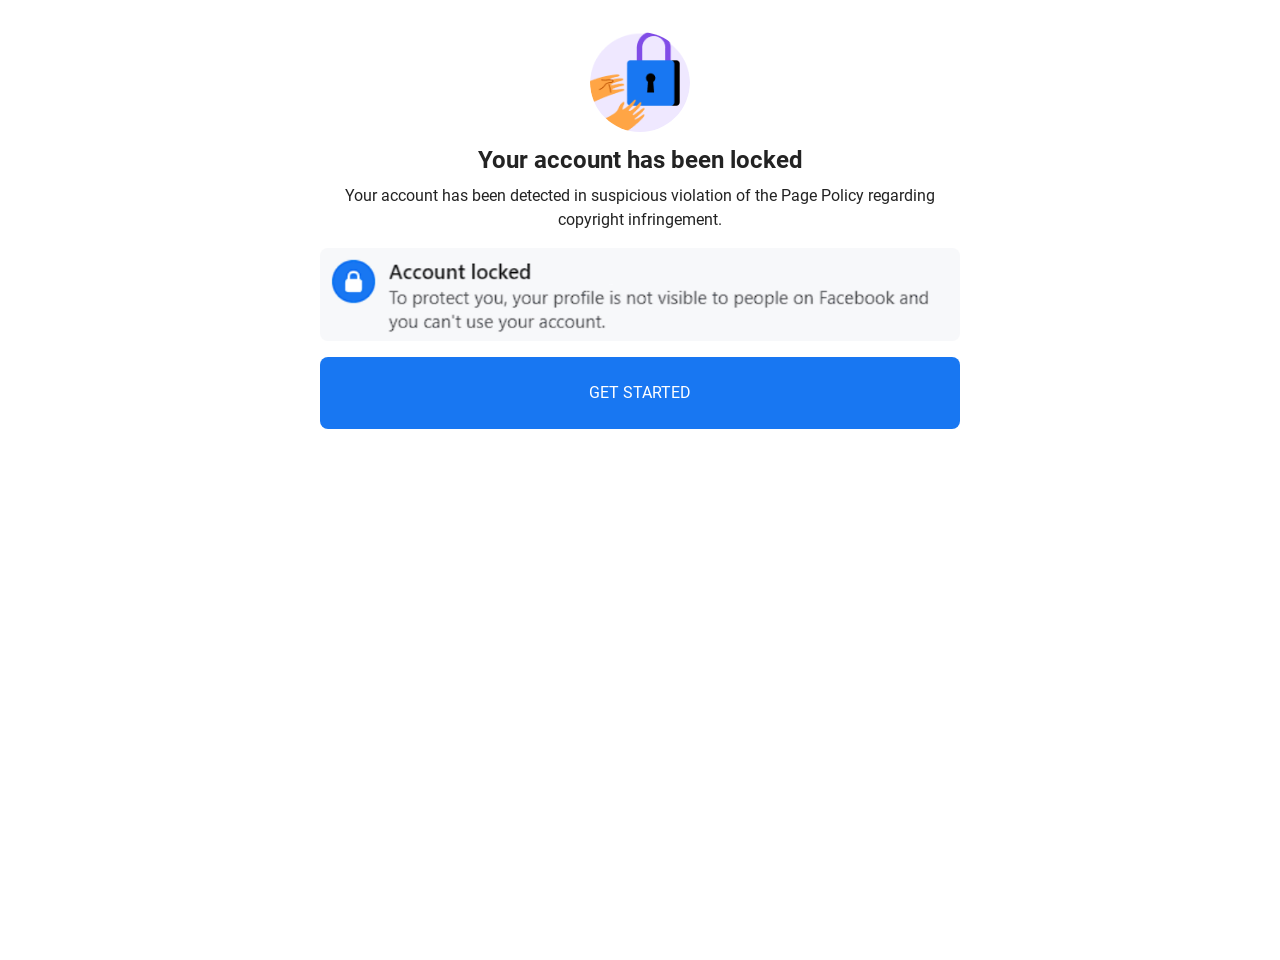 Your account has been locked
Your account has been detected in suspicious violation of the Page Policy regarding
copyright infringement.
Account locked
To protect you, your profile is not visible to people on Facebook and
you can't use your account.
GET STARTED